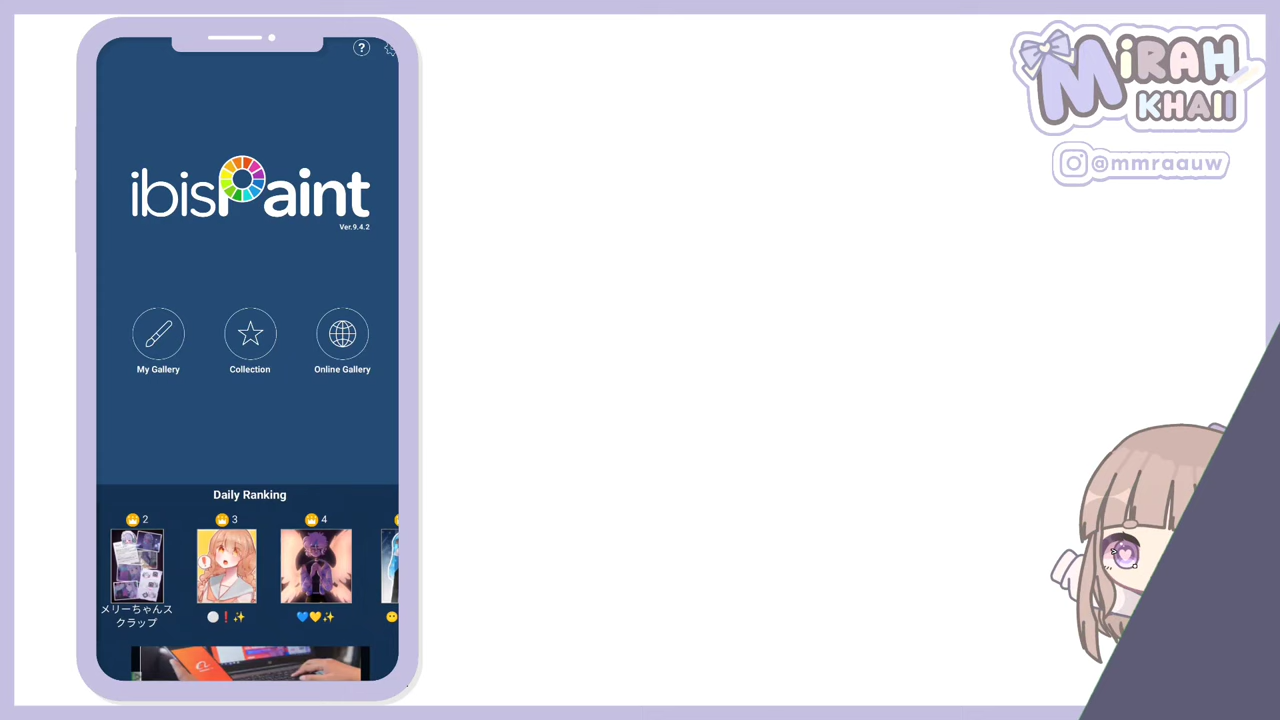 ?
ibisPaint
Ver.9.4.2
My Gallery
Collection
Online Gallery
Daily Ranking
2
3
4
メリーちゃんス
クラップ
❗✨
💙💛✨
MiRAH
KHAII
@mmraauw